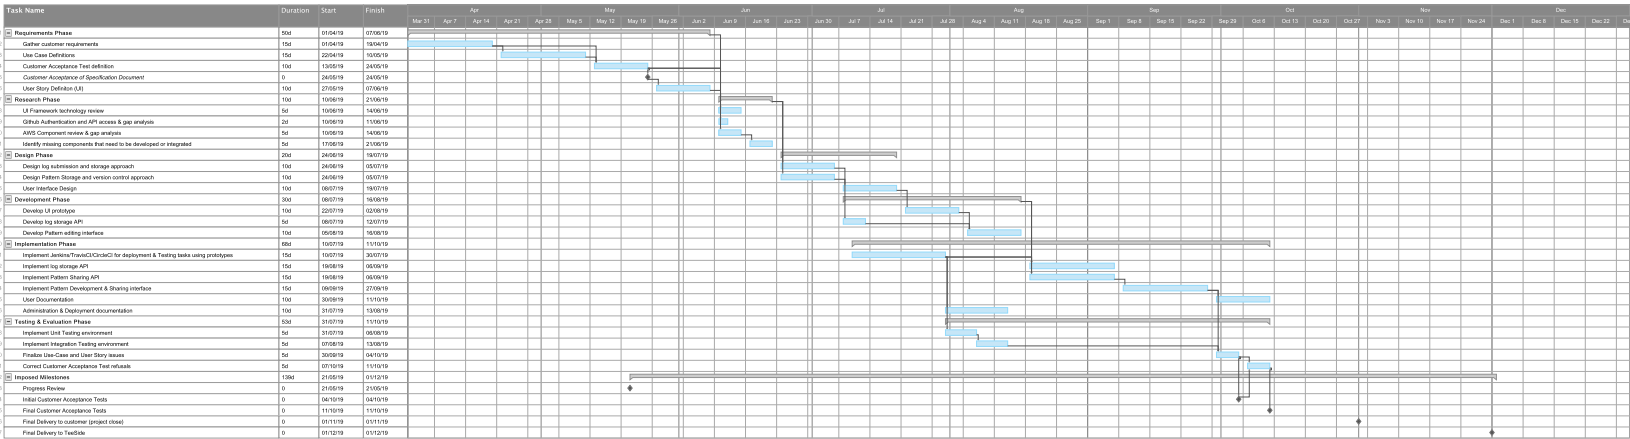 Task Name Duration Start Finish Apr May Jun Jul Aug Sep Oct Nov Dec
Mar 31 Apr 7 Apr 14 Apr 21 Apr 28 May 5 May 12 May 19 May 26 Jun 2 Jun 9 Jun 16 Jun 23 Jun 30 Jul 7 Jul 14 Jul 21 Jul 28 Aug 4 Aug 11 Aug 18 Aug 25 Sep 1 Sep 8 Sep 15 Sep 22 Sep 29 Oct 6 Oct 13 Oct 20 Oct 27 Nov 3 Nov 10 Nov 17 Nov 24 Dec 1 Dec 8 Dec 15 Dec 22
Requirements Phase 50d 01/04/19 07/06/19
Gather customer requirements 15d 01/04/19 19/04/19
Use Case Definitions 15d 22/04/19 10/05/19
Customer Acceptance Test definition 10d 13/05/19 24/05/19
Customer Acceptance of Specification Document 0 24/05/19 24/05/19
User Story Definiton (UI) 10d 27/05/19 07/06/19
Research Phase 10d 10/06/19 21/06/19
UI Framework technology review 5d 10/06/19 14/06/19
Github Authentication and API access & gap analysis 2d 10/06/19 11/06/19
AWS Component review & gap analysis 5d 10/06/19 14/06/19
Identify missing components that need to be developed or integrated 5d 17/06/19 21/06/19
Design Phase 20d 24/06/19 19/07/19
Design log submission and storage approach 10d 24/06/19 05/07/19
Design Pattern Storage and version control approach 10d 24/06/19 05/07/19
User Interface Design 10d 08/07/19 19/07/19
Development Phase 30d 08/07/19 16/08/19
Develop UI prototype 10d 22/07/19 02/08/19
Develop log storage API 5d 08/07/19 12/07/19
Develop Pattern editing interface 10d 05/08/19 16/08/19
Implementation Phase 68d 10/07/19 11/10/19
Implement Jenkins/TravisCI/CircleCI for deployment & Testing tasks using prototypes 15d 10/07/19 30/07/19
Implement log storage API 15d 19/08/19 06/09/19
Implement Pattern Sharing API 15d 19/08/19 06/09/19
Implement Pattern Development & Sharing interface 15d 09/09/19 27/09/19
User Documentation 10d 30/09/19 11/10/19
Administration & Deployment documentation 10d 31/07/19 13/08/19
Testing & Evaluation Phase 53d 31/07/19 11/10/19
Implement Unit Testing environment 5d 31/07/19 06/08/19
Implement Integration Testing environment 5d 07/08/19 13/08/19
Finalize Use-Case and User Story issues 5d 30/09/19 04/10/19
Correct Customer Acceptance Test refusals 5d 07/10/19 11/10/19
Imposed Milestones 139d 21/05/19 01/12/19
Progress Review 0 21/05/19 21/05/19
Initial Customer Acceptance Tests 0 04/10/19 04/10/19
Final Customer Acceptance Tests 0 11/10/19 11/10/19
Final Delivery to customer (project close) 0 01/11/19 01/11/19
Final Delivery to TeeSide 0 01/12/19 01/12/19